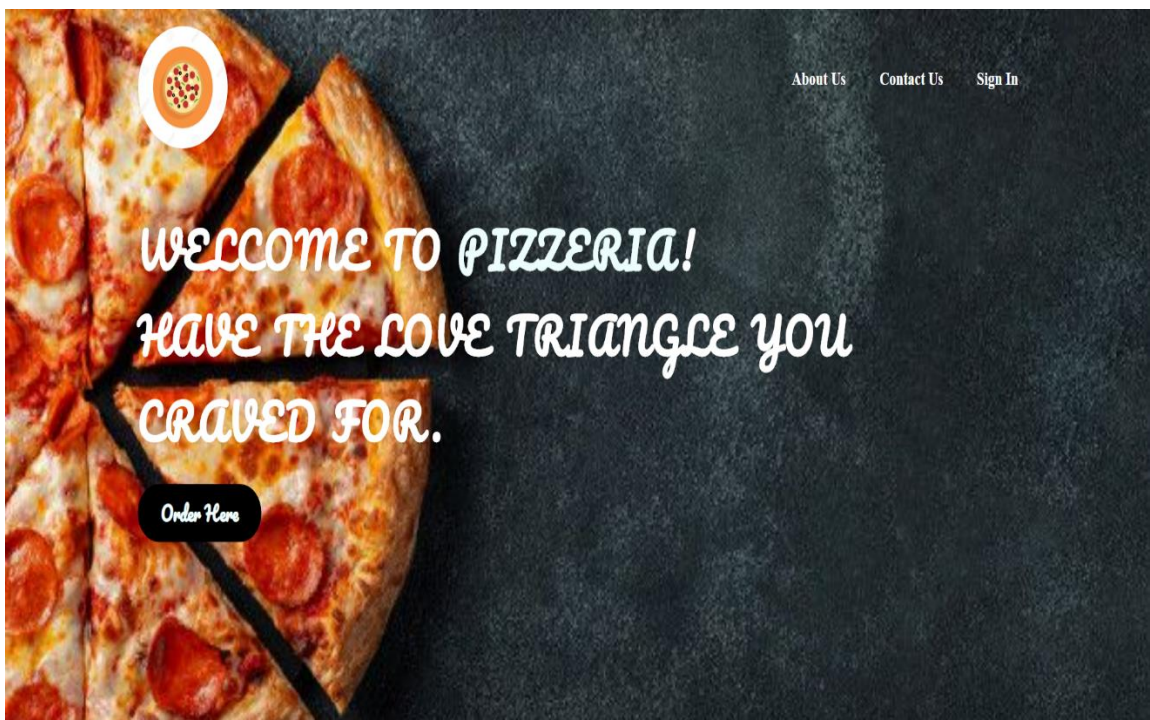 About Us Contact Us Sign In
WELCOME TO PIZZERIA!
HAVE THE LOVE TRIANGLE YOU
CRAVED FOR.
Order Here